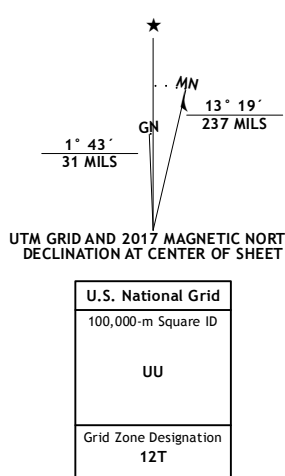 ★
MN
GN
13° 19´
237 MILS
1° 43´
31 MILS
UTM GRID AND 2017 MAGNETIC NORT
DECLINATION AT CENTER OF SHEET
U.S. National Grid
100,000-m Square ID
UU
Grid Zone Designation
12T